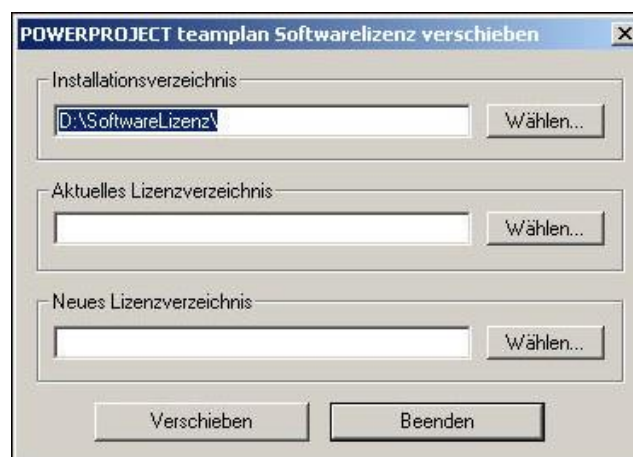 POWERPROJECT teamplan Softwarelizenz verschieben
Installationsverzeichnis
D:\SoftwareLizenz\
Wählen...
Aktuelles Lizenzverzeichnis
Wählen...
Neues Lizenzverzeichnis
Wählen...
Verschieben
Beenden